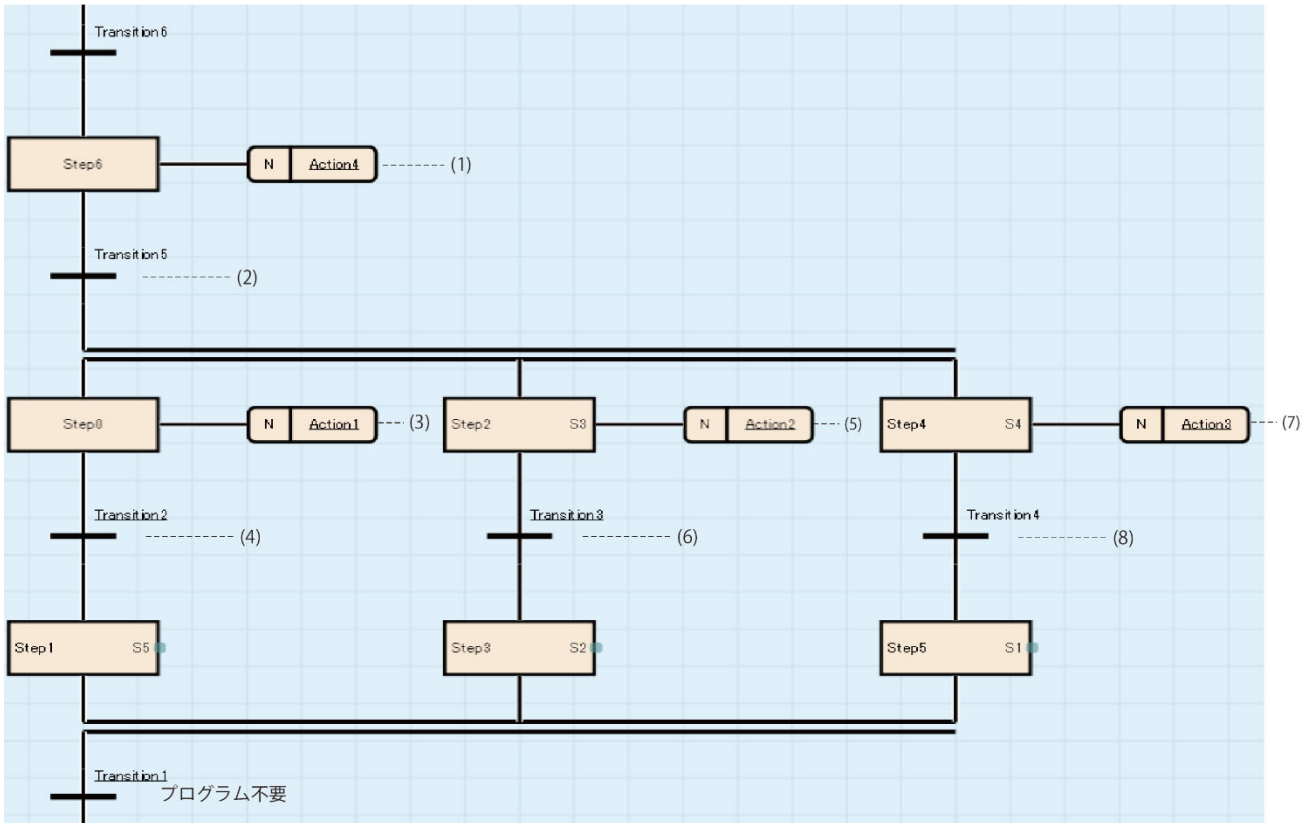 Transition6
Step6
N Action4 (1)
Transition5
(2)
Step0
N Action1 (3)
Step2 S3
N Action2 (5)
Step4 S4
N Action3 (7)
Transition2
(4)
Transition3
(6)
Transition4
(8)
Step1 S5
Step3 S2
Step5 S1
Transition1
プログラム不要